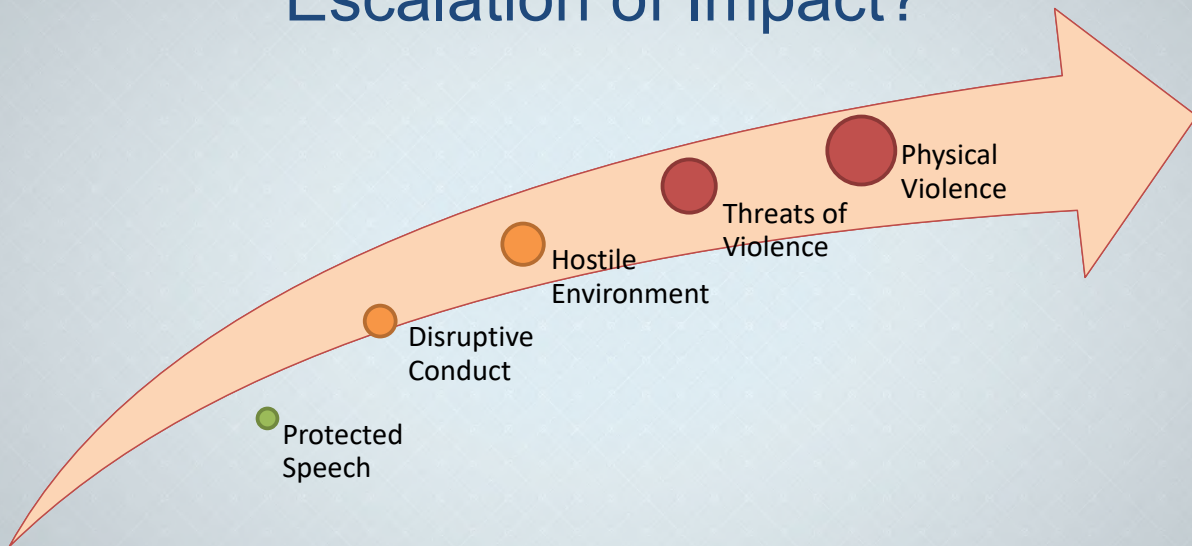 Escalation of Impact?
Physical
Violence
Threats of
Violence
Hostile
Environment
Disruptive
Conduct
Protected
Speech